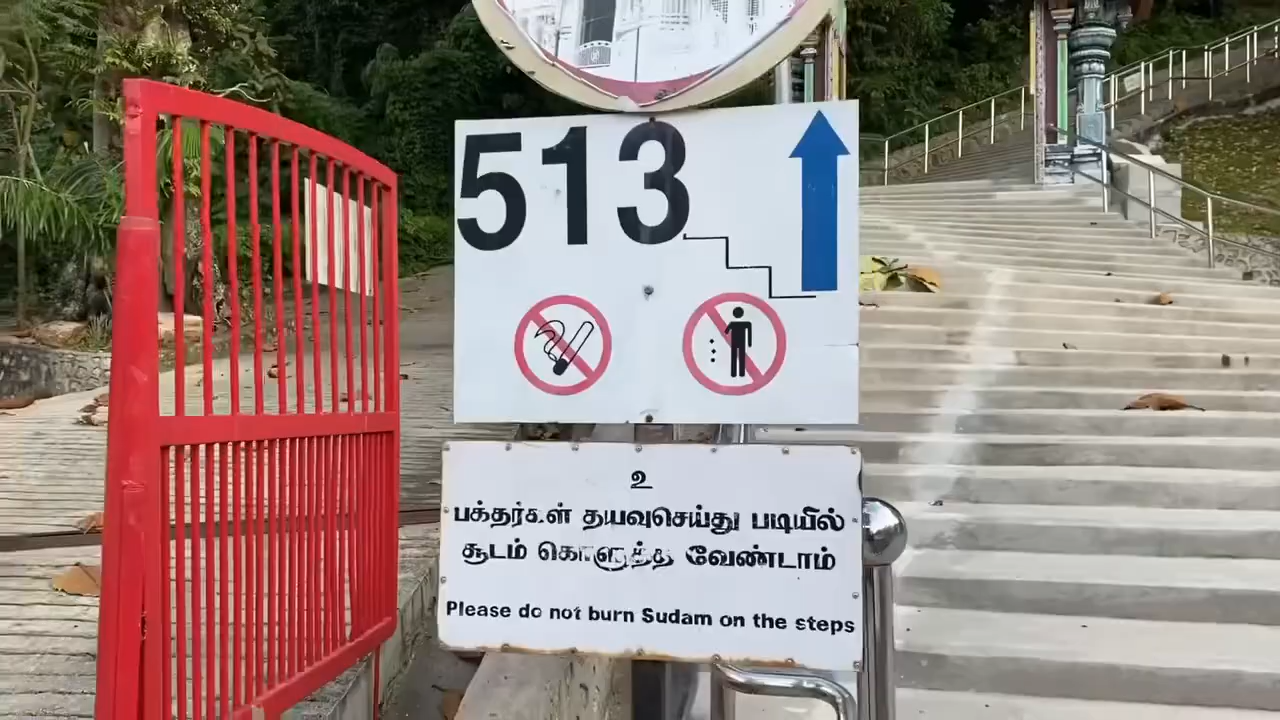 513
உ
பக்தர்கள் தயவுசெய்து படியில்
சூடம் கொளுத்த வேண்டாம்
Please do not burn Sudam on the steps